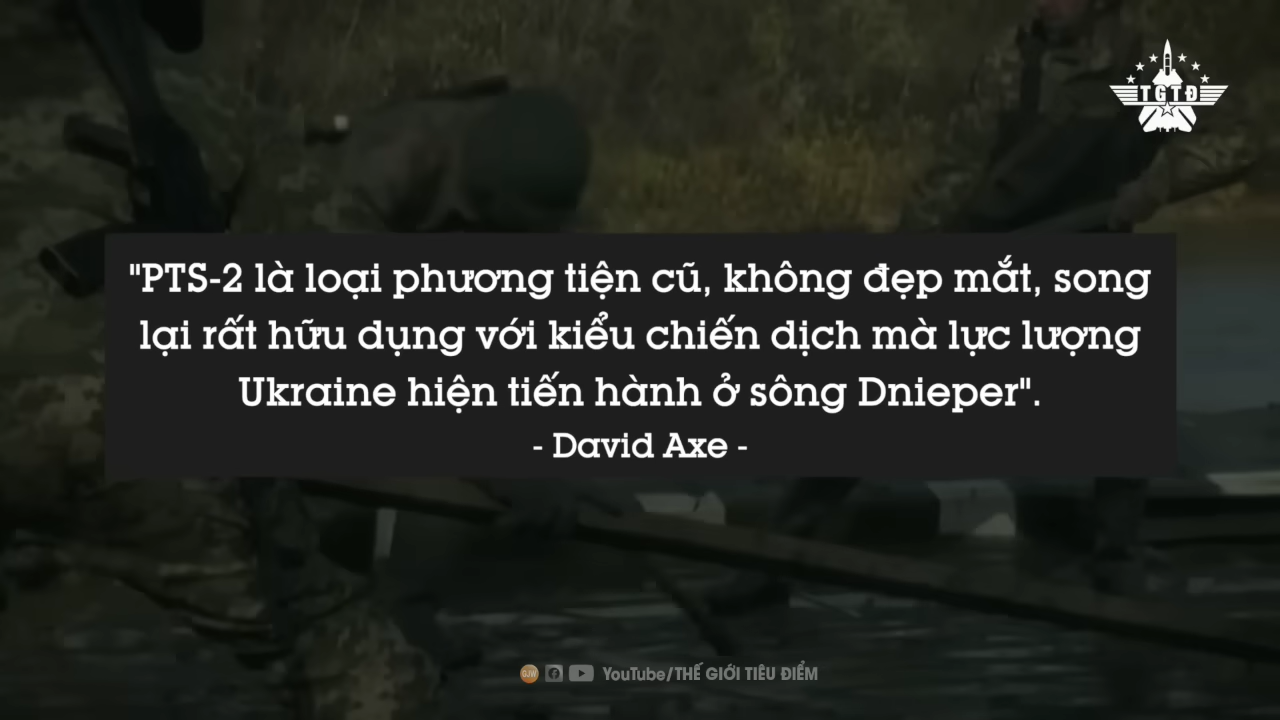 TGTĐ
"PTS-2 là loại phương tiện cũ, không đẹp mắt, song
lại rất hữu dụng với kiểu chiến dịch mà lực lượng
Ukraine hiện tiến hành ở sông Dnieper".
- David Axe -
GJW YouTube/THẾ GIỚI TIÊU ĐIỂM